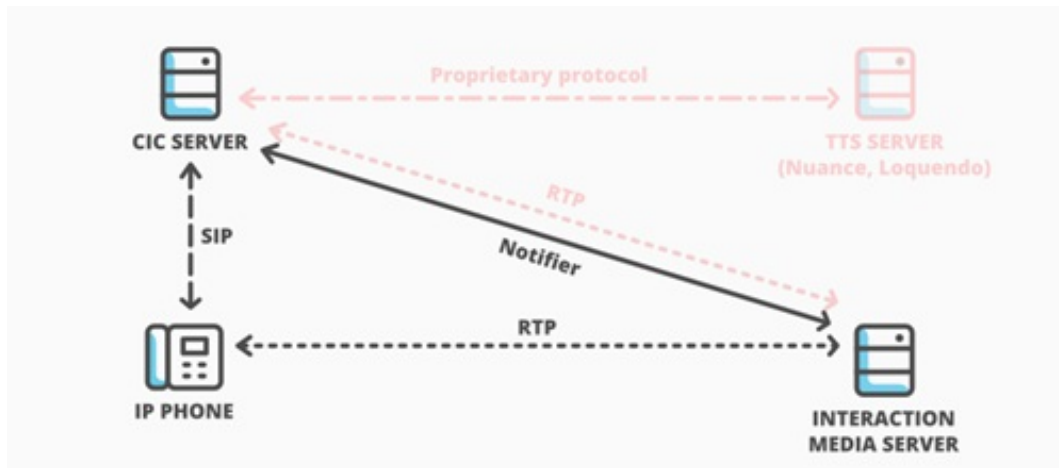 Proprietary protocol
CIC SERVER
TTS SERVER
(Nuance, Loquendo)
RTP
SIP
Notifier
RTP
IP PHONE
INTERACTION
MEDIA SERVER